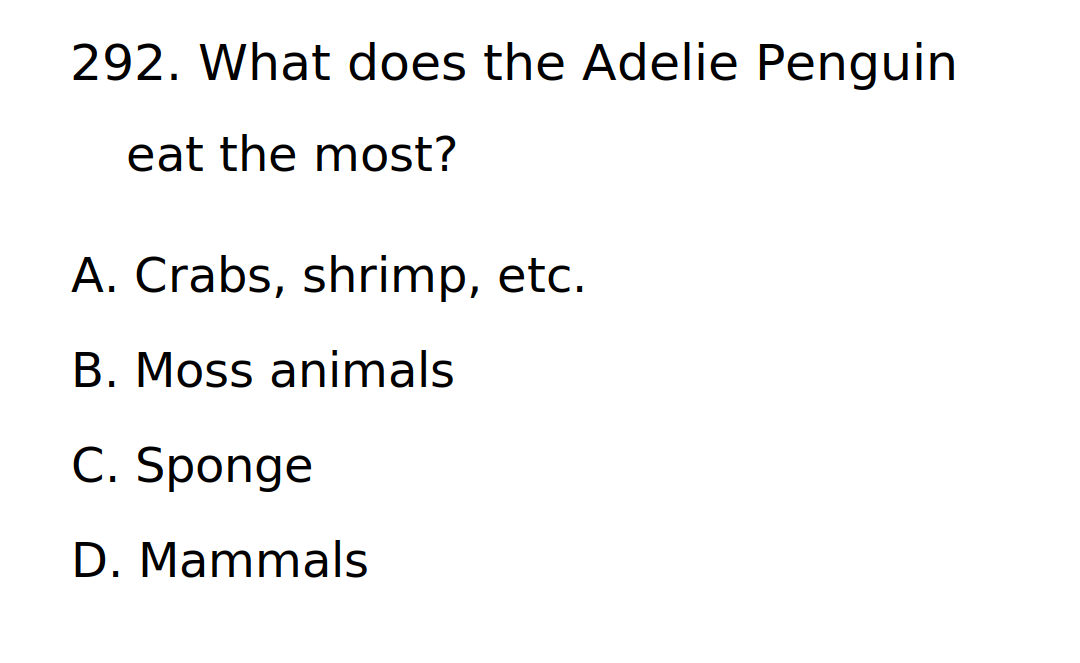 292. What does the Adelie Penguin
eat the most?
A. Crabs, shrimp, etc.
B. Moss animals
C. Sponge
D. Mammals